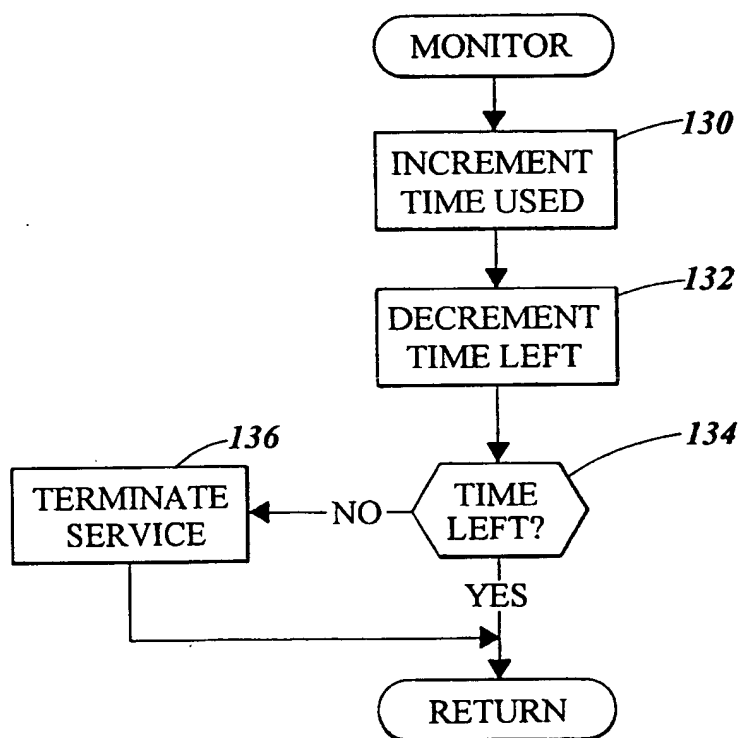 MONITOR
130
INCREMENT
TIME USED
132
DECREMENT
TIME LEFT
134
TIME
LEFT?
NO
136
TERMINATE
SERVICE
YES
RETURN